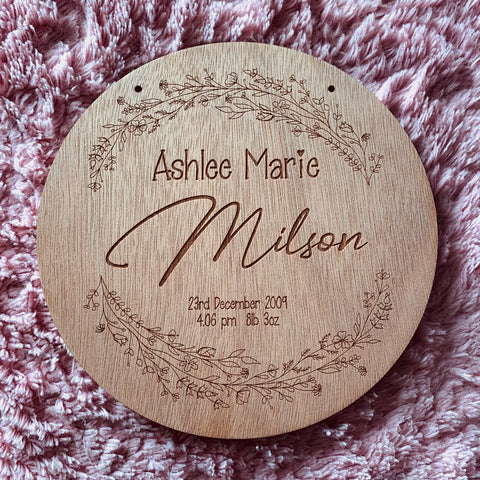 Ashlee Marie
Milson
23rd December 2009
4.06 pm 8lb 3oz